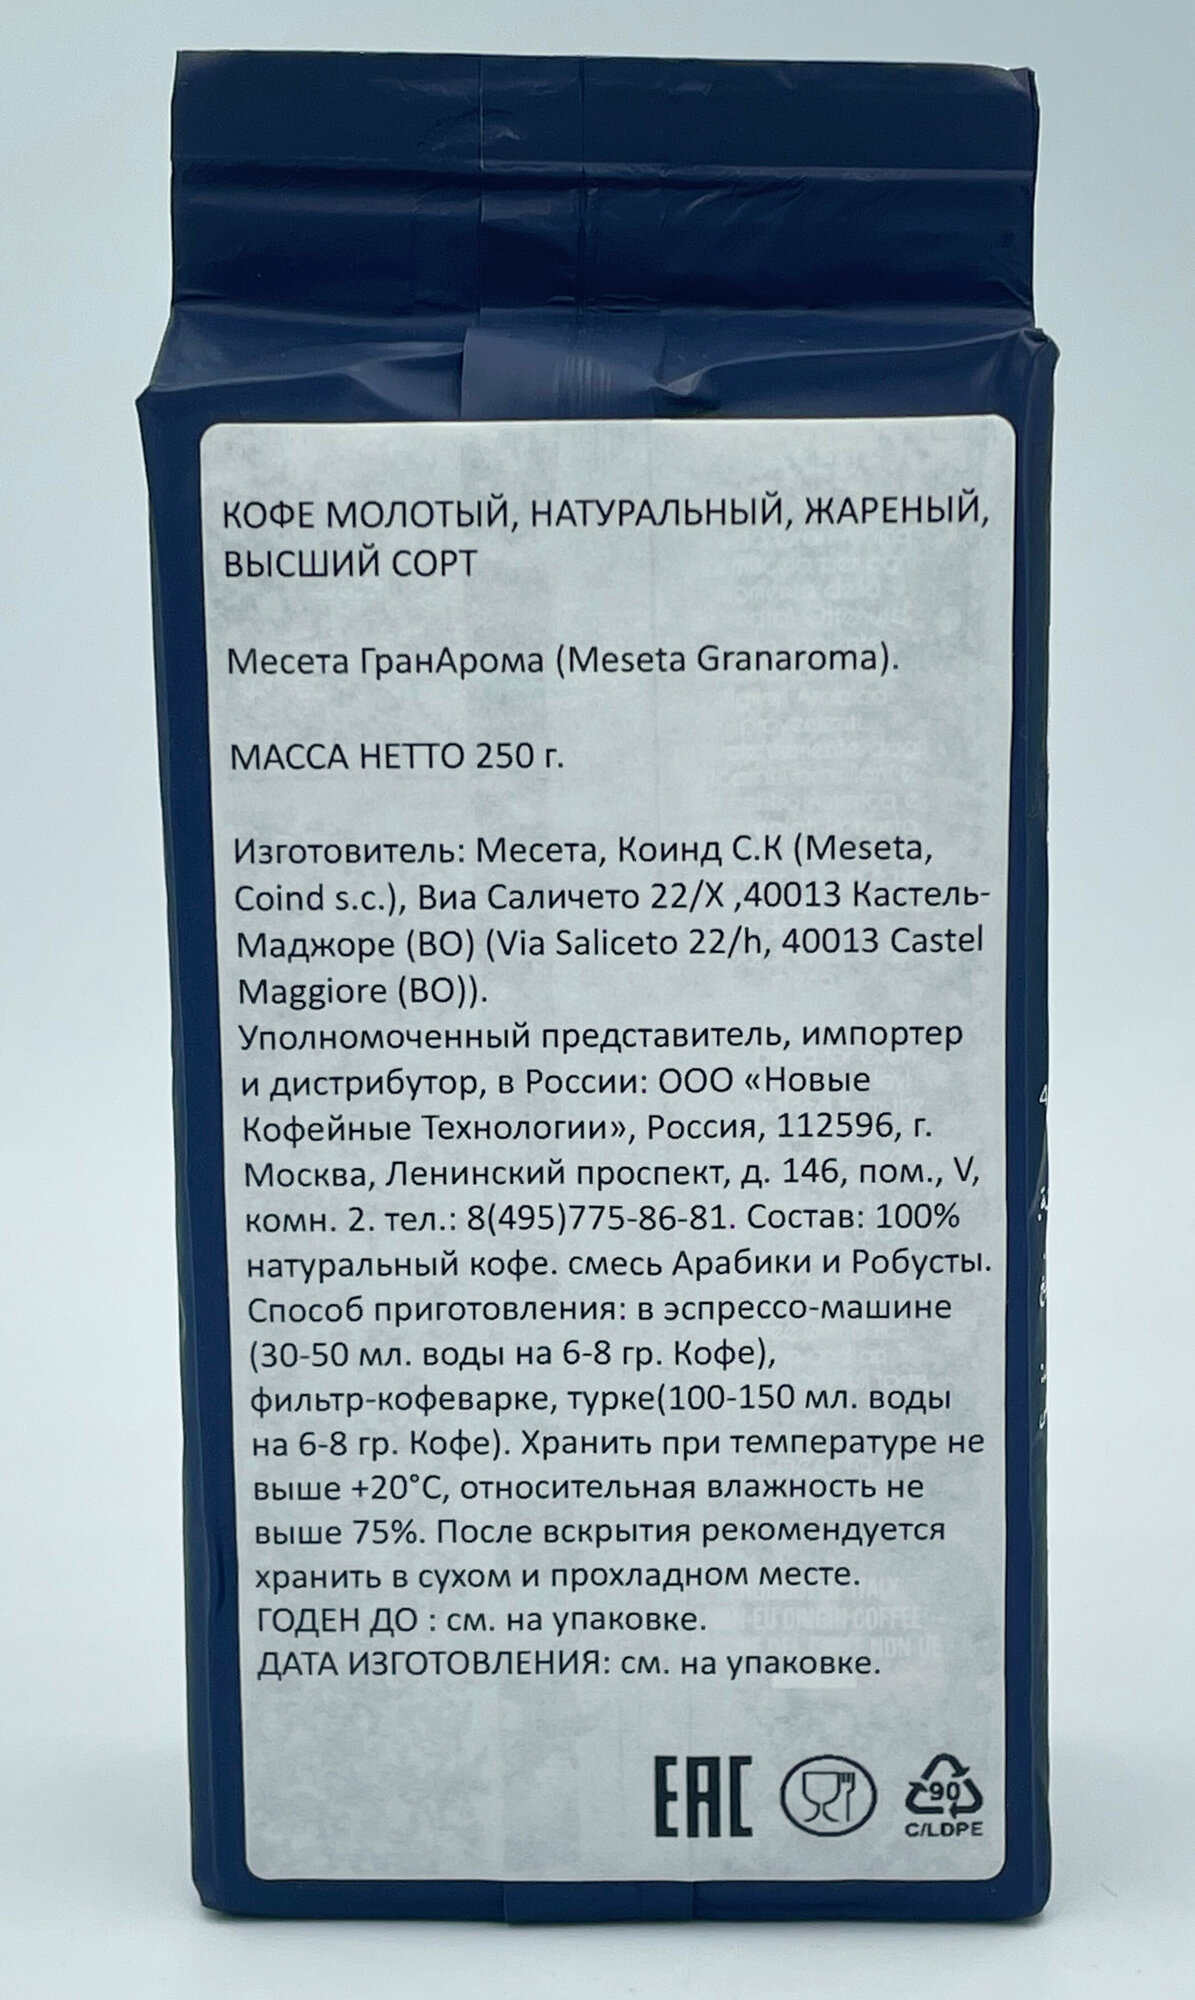 КОФЕ МОЛОТЫЙ, НАТУРАЛЬНЫЙ, ЖАРЕНЫЙ,
ВЫСШИЙ СОРТ
Месета ГранАрома (Meseta Granaroma).
МАССА НЕТТО 250 г.
Изготовитель: Месета, Коинд С.К (Meseta,
Coind s.c.), Виа Саличето 22/Х ,40013 Кастель-
Маджоре (ВО) (Via Saliceto 22/h, 40013 Castel
Maggiore (BO)).
Уполномоченный представитель, импортер
и дистрибутор, в России: ООО «Новые
Кофейные Технологии», Россия, 112596, г.
Москва, Ленинский проспект, д. 146, пом., V,
комн. 2. тел.: 8(495)775-86-81. Состав: 100%
натуральный кофе. смесь Арабики и Робусты.
Способ приготовления: в эспрессо-машине
(30-50 мл. воды на 6-8 гр. Кофе),
фильтр-кофеварке, турке(100-150 мл. воды
на 6-8 гр. Кофе). Хранить при температуре не
выше +20°С, относительная влажность не
выше 75%. После вскрытия рекомендуется
хранить в сухом и прохладном месте.
ГОДЕН ДО : см. на упаковке.
ДАТА ИЗГОТОВЛЕНИЯ: см. на упаковке.
EAC
90
C/LDPE